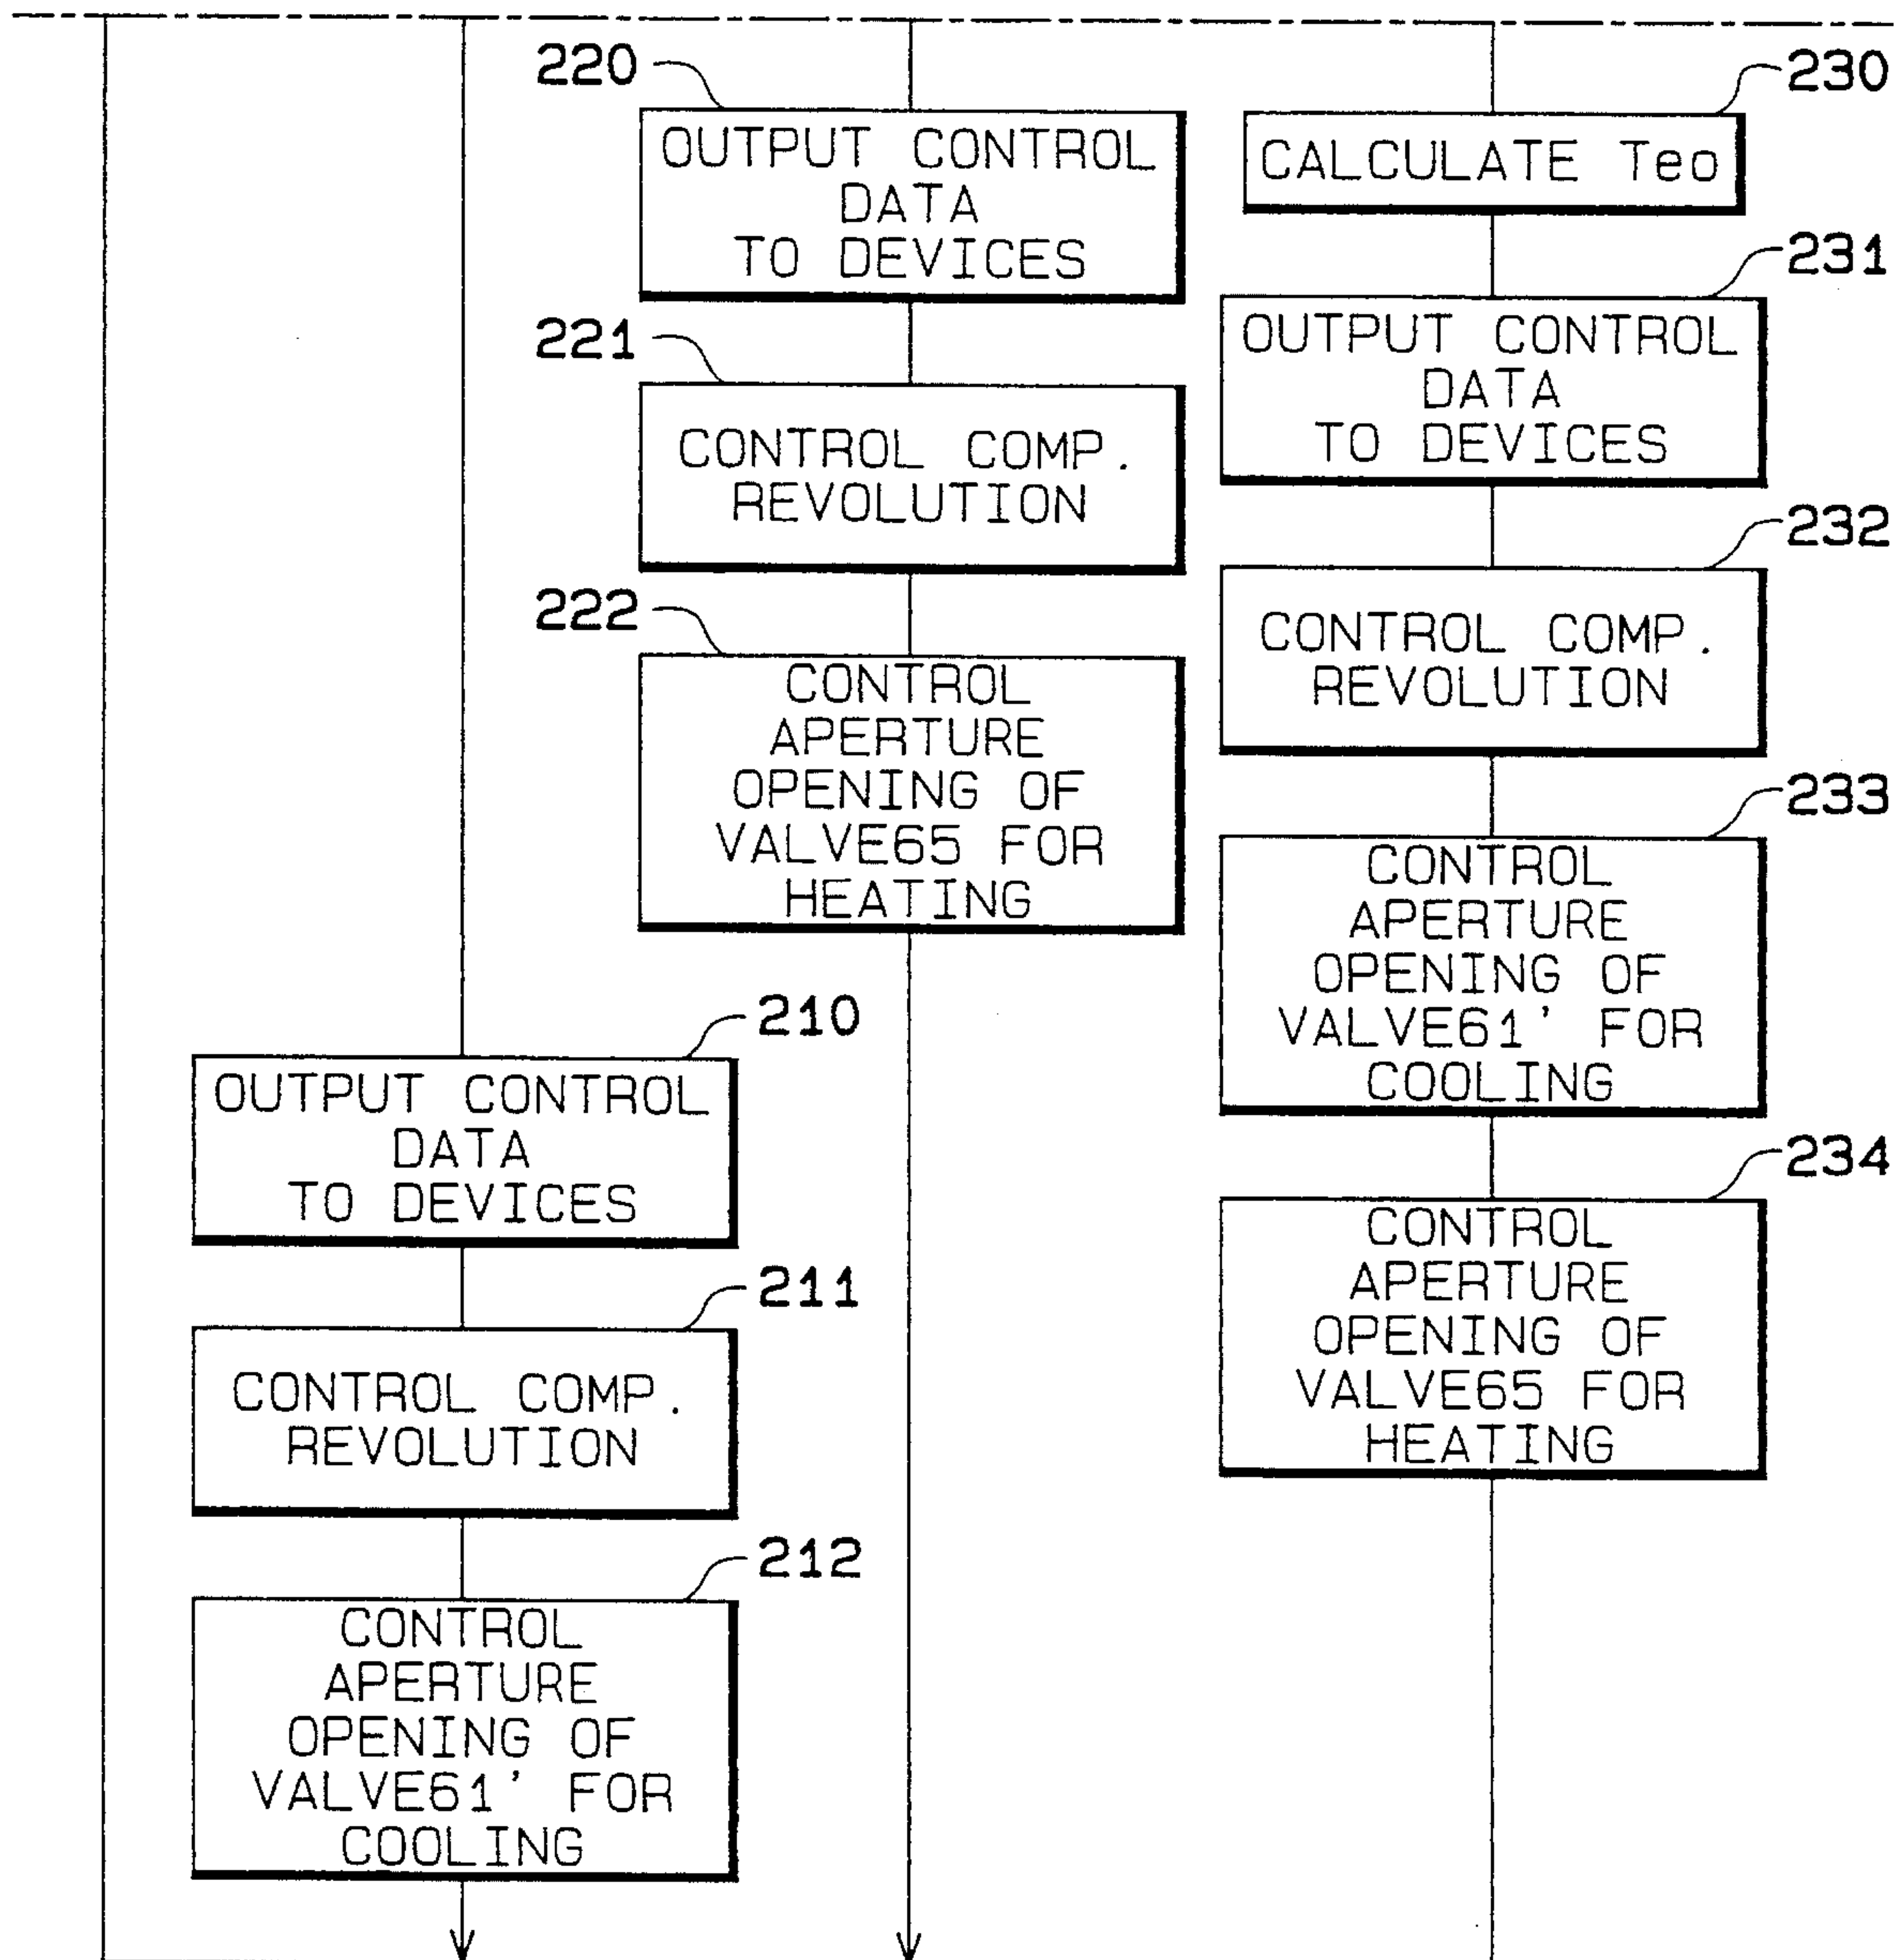 220
OUTPUT CONTROL
DATA
TO DEVICES
221
CONTROL COMP.
REVOLUTION
222
CONTROL
APERTURE
OPENING OF
VALVE65 FOR
HEATING
230
CALCULATE Teo
231
OUTPUT CONTROL
DATA
TO DEVICES
232
CONTROL COMP.
REVOLUTION
233
CONTROL
APERTURE
OPENING OF
VALVE61' FOR
COOLING
234
CONTROL
APERTURE
OPENING OF
VALVE65 FOR
HEATING
210
OUTPUT CONTROL
DATA
TO DEVICES
211
CONTROL COMP.
REVOLUTION
212
CONTROL
APERTURE
OPENING OF
VALVE61' FOR
COOLING